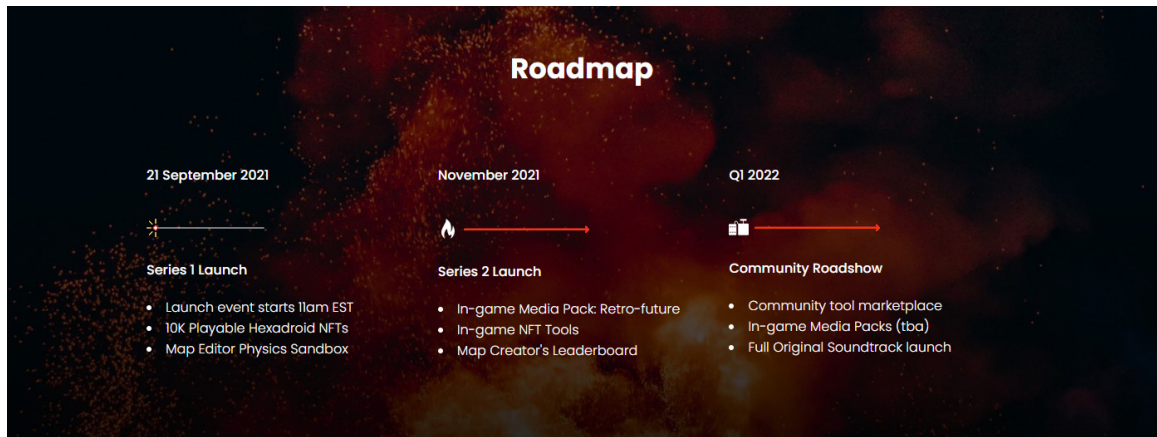 Roadmap
21 September 2021
Series 1 Launch
Launch event starts 11am EST
10K Playable Hexadroid NFTs
Map Editor Physics Sandbox
November 2021
Series 2 Launch
In-game Media Pack: Retro-future
In-game NFT Tools
Map Creator's Leaderboard
Q1 2022
Community Roadshow
Community tool marketplace
In-game Media Packs (tba)
Full Original Soundtrack launch